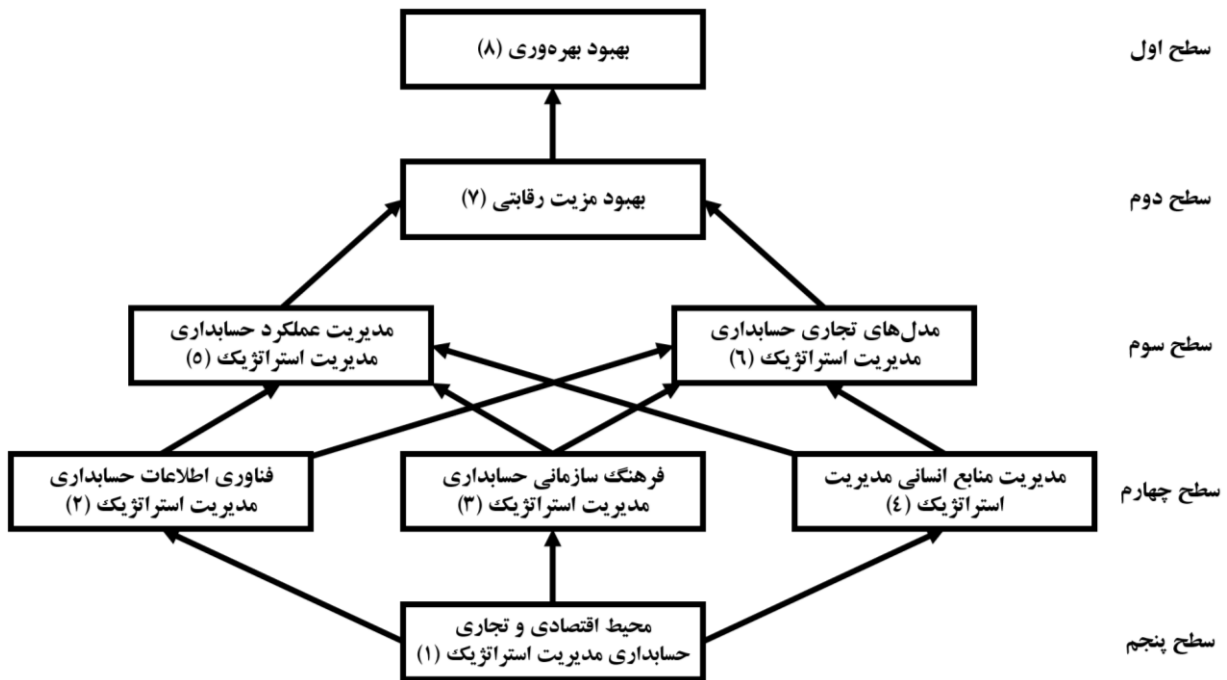 بهبود بهره‌وری (۸)
سطح اول
بهبود مزیت رقابتی (۷)
سطح دوم
سطح سوم
مدل‌های تجاری حسابداری
مدیریت استراتژیک (٦)
مدیریت عملکرد حسابداری
مدیریت استراتژیک (٥)
سطح چهارم
مدیریت منابع انسانی مدیریت
استراتژیک (٤)
فرهنگ سازمانی حسابداری
مدیریت استراتژیک (۳)
فناوری اطلاعات حسابداری
مدیریت استراتژیک (۲)
سطح پنجم
محیط اقتصادی و تجاری
حسابداری مدیریت استراتژیک (۱)